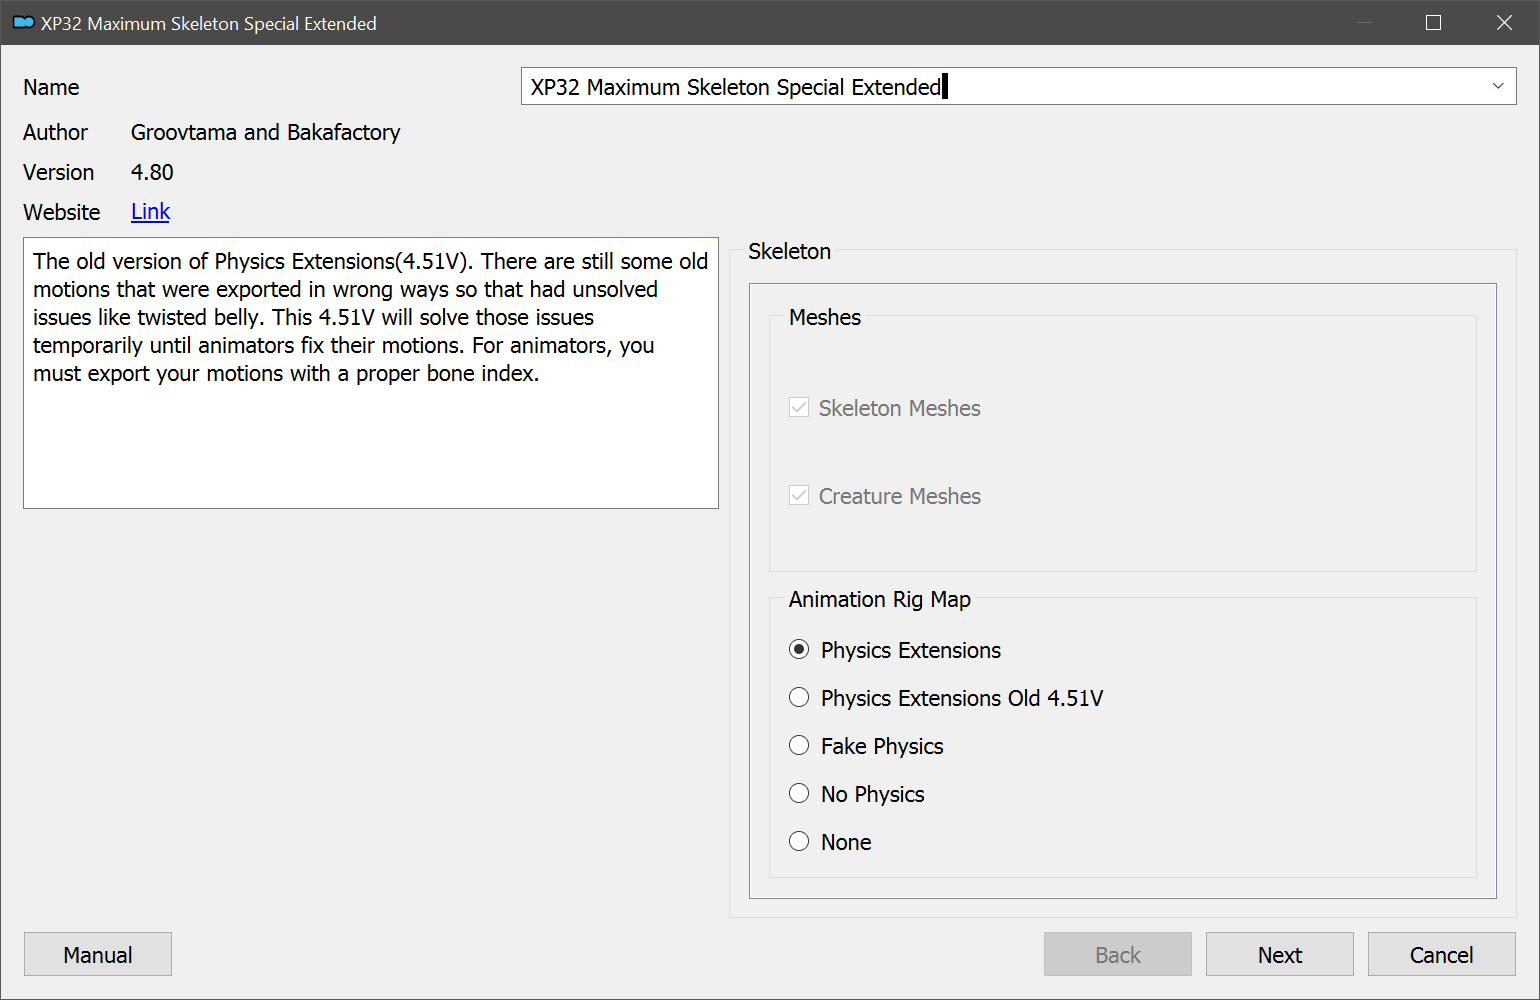 XP32 Maximum Skeleton Special Extended
Name
XP32 Maximum Skeleton Special Extended
Author Groovtama and Bakafactory
Version 4.80
Website Link
The old version of Physics Extensions(4.51V). There are still some old
motions that were exported in wrong ways so that had unsolved
issues like twisted belly. This 4.51V will solve those issues
temporarily until animators fix their motions. For animators, you
must export your motions with a proper bone index.
Skeleton
Meshes
Skeleton Meshes
Creature Meshes
Animation Rig Map
Physics Extensions
Physics Extensions Old 4.51V
Fake Physics
No Physics
None
Manual
Back
Next
Cancel